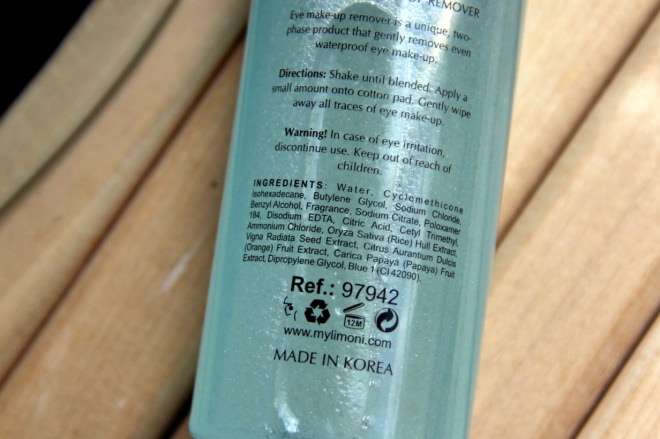 REMOVER
Eye make-up remover is a unique, two-
phase product that gently removes even
waterproof eye make-up.
Directions: Shake until blended. Apply a
small amount onto cotton pad. Gently wipe
away all traces of eye make-up.
Warning! In case of eye irritation,
discontinue use. Keep out of reach of
children.
INGREDIENTS: Water, Cyclomethicone
Isohexadecane, Butylene Glycol, Sodium Chloride,
Benzyl Alcohol, Fragrance, Sodium Citrate, Poloxamer
184, Disodium EDTA, Citric Acid, Cetyl Trimethyl,
Ammonium Chloride, Oryza Sativa (Rice) Hull Extract,
Vigna Radiata Seed Extract, Citrus Aurantium Dulcis
(Orange) Fruit Extract, Carica Papaya (Papaya) Fruit
Extract, Dipropylene Glycol, Blue 1 (CI 42090).
Ref.: 97942
12M
www.mylimoni.com
MADE IN KOREA